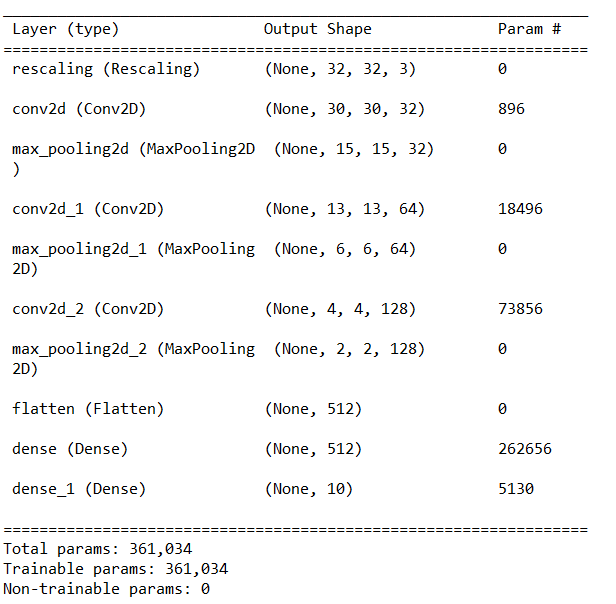 Layer (type) Output Shape Param #
=================================================================
rescaling (Rescaling) (None, 32, 32, 3) 0
conv2d (Conv2D) (None, 30, 30, 32) 896
max_pooling2d (MaxPooling2D (None, 15, 15, 32) 0
)
conv2d_1 (Conv2D) (None, 13, 13, 64) 18496
max_pooling2d_1 (MaxPooling (None, 6, 6, 64) 0
2D)
conv2d_2 (Conv2D) (None, 4, 4, 128) 73856
max_pooling2d_2 (MaxPooling (None, 2, 2, 128) 0
2D)
flatten (Flatten) (None, 512) 0
dense (Dense) (None, 512) 262656
dense_1 (Dense) (None, 10) 5130
=================================================================
Total params: 361,034
Trainable params: 361,034
Non-trainable params: 0